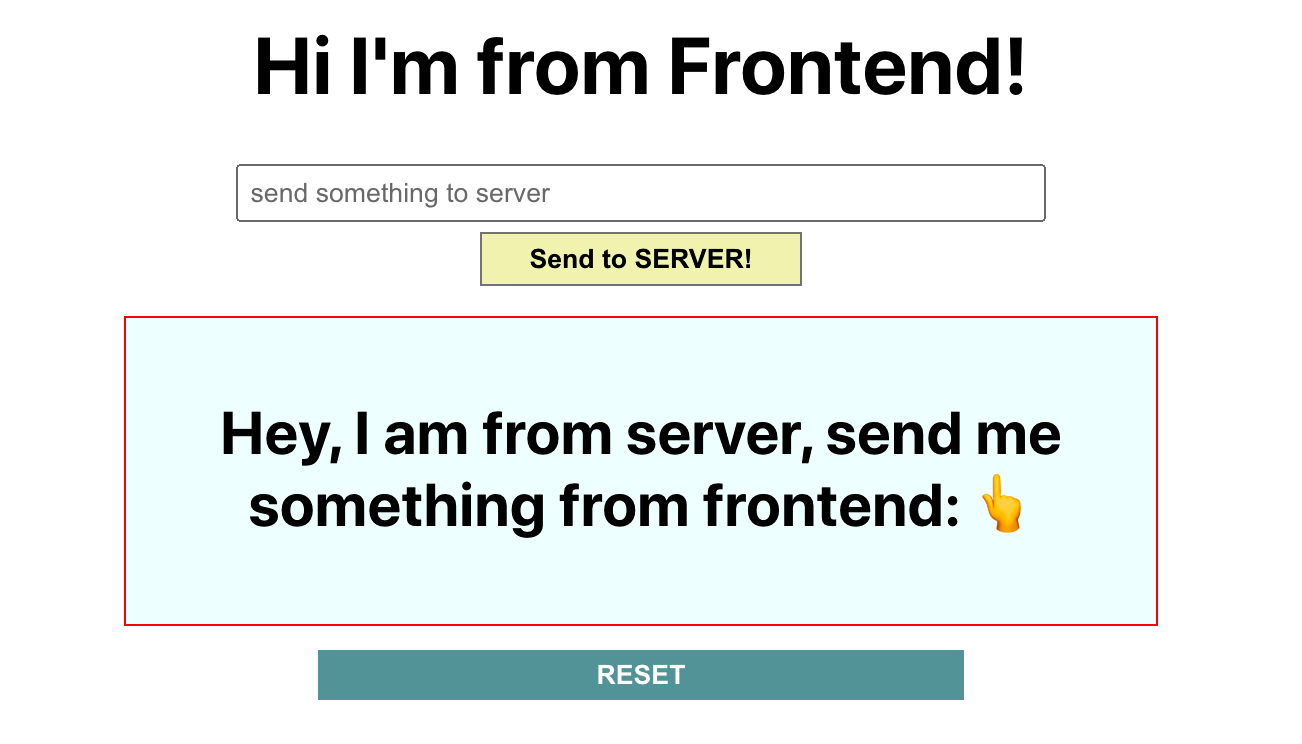 Hi I'm from Frontend!
send something to server
Send to SERVER!
Hey, I am from server, send me
something from frontend: 👆
RESET